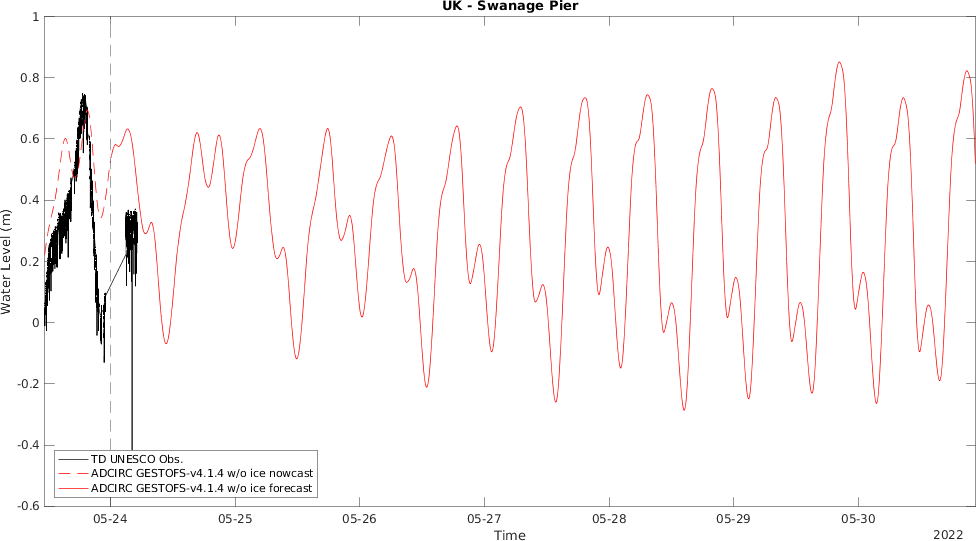 UK - Swanage Pier
1
0.8
0.6
0.4
0.2
0
-0.2
-0.4
-0.6
Water Level (m)
TD UNESCO Obs.
ADCIRC GESTOFS-v4.1.4 w/o ice nowcast
ADCIRC GESTOFS-v4.1.4 w/o ice forecast
05-24
05-25
05-26
05-27
05-28
05-29
05-30
Time
2022